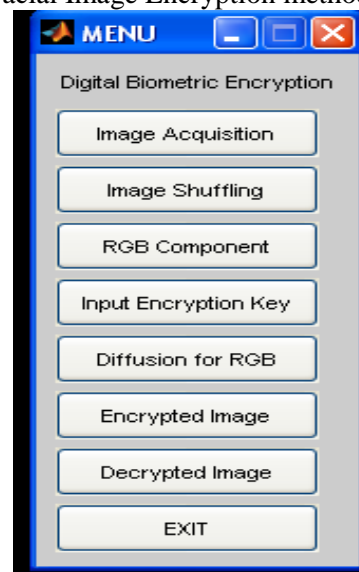 acial Image Encryption metho
MENU
Digital Biometric Encryption
Image Acquisition
Image Shuffling
RGB Component
Input Encryption Key
Diffusion for RGB
Encrypted Image
Decrypted Image
EXIT